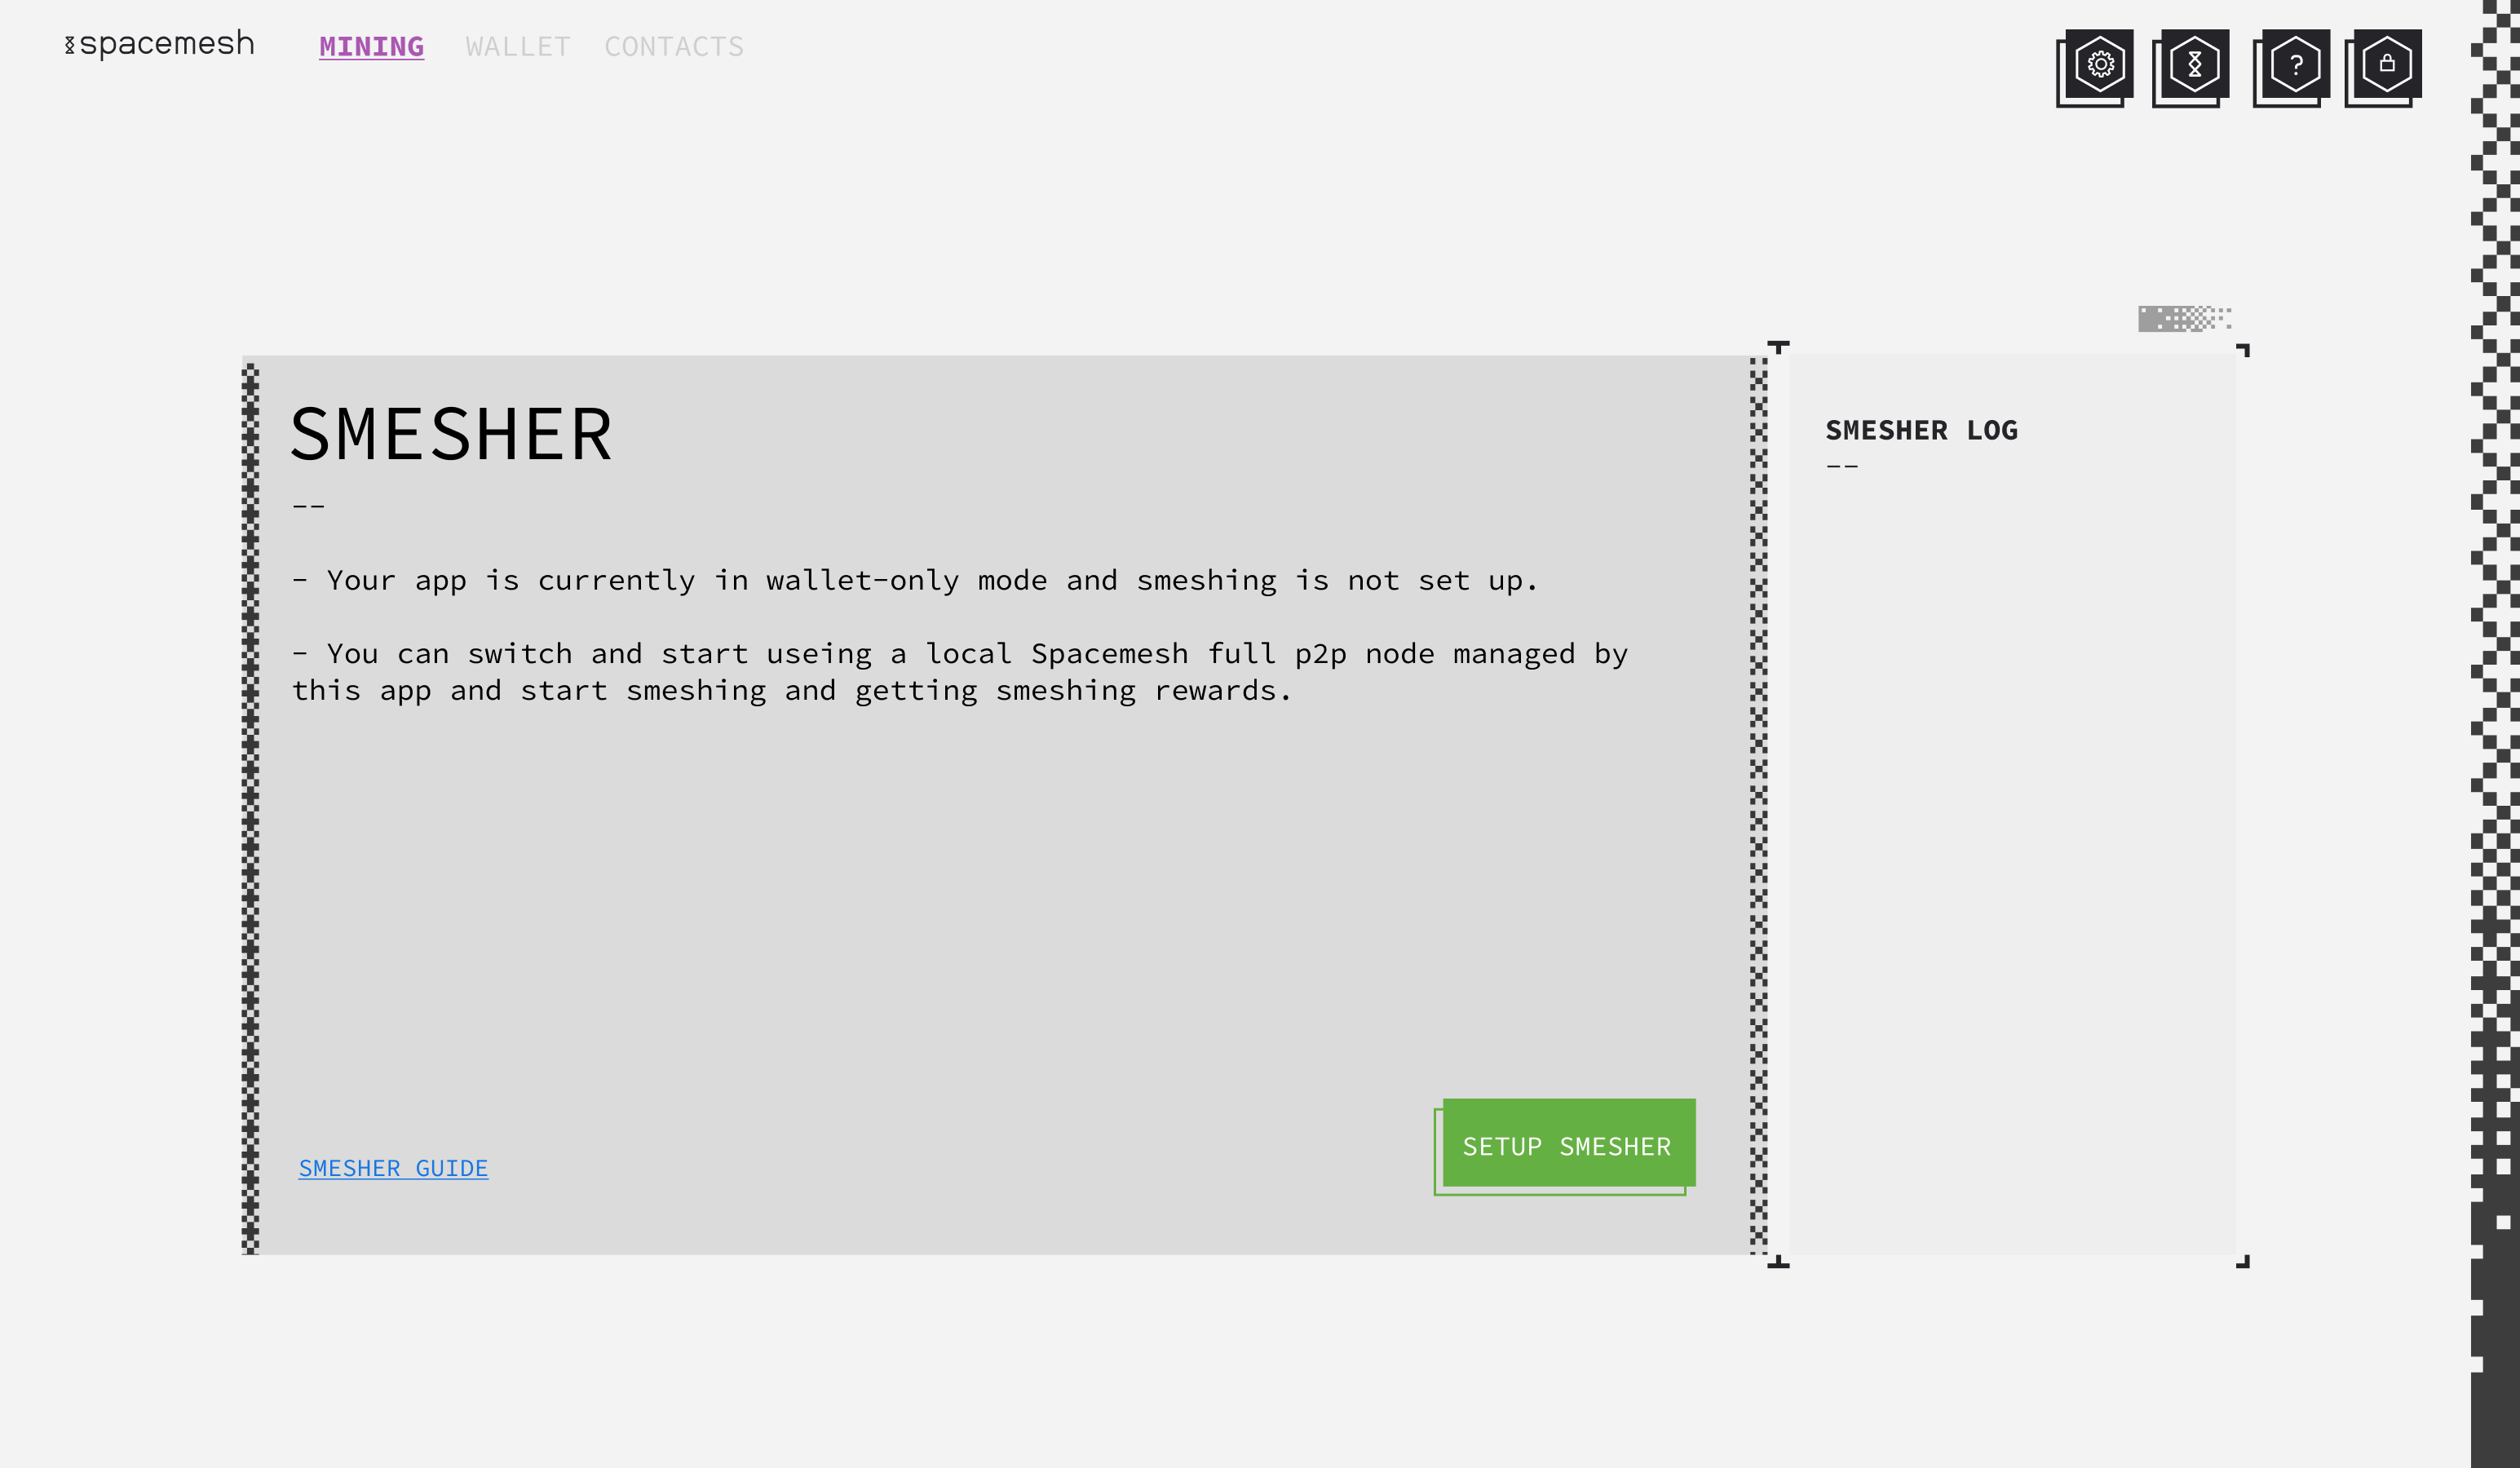 spacemesh
MINING WALLET CONTACTS
?
SMESHER
--
- Your app is currently in wallet-only mode and smeshing is not set up.
- You can switch and start useing a local Spacemesh full p2p node managed by
this app and start smeshing and getting smeshing rewards.
SMESHER GUIDE
SETUP SMESHER
SMESHER LOG
--